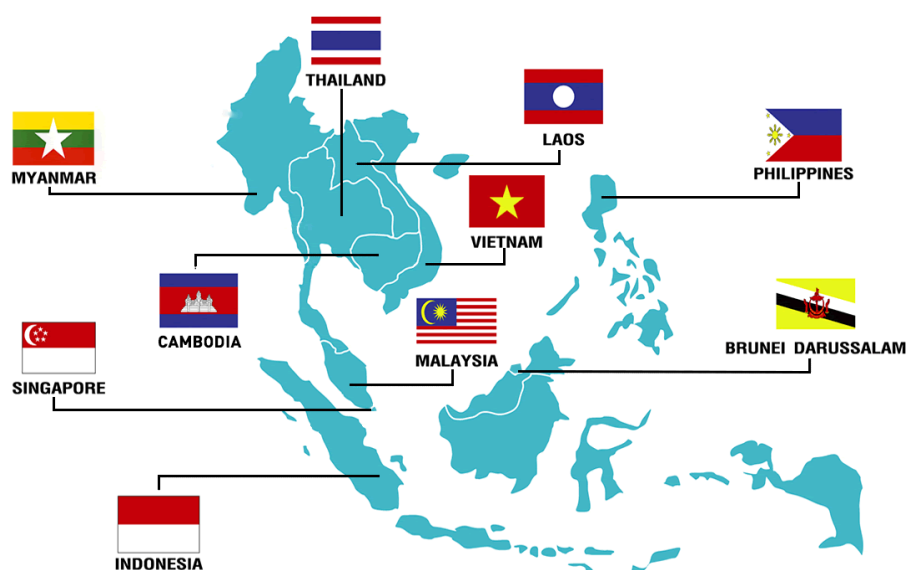 THAILAND
LAOS
MYANMAR
PHILIPPINES
VIETNAM
CAMBODIA
MALAYSIA
BRUNEI DARUSSALAM
SINGAPORE
INDONESIA